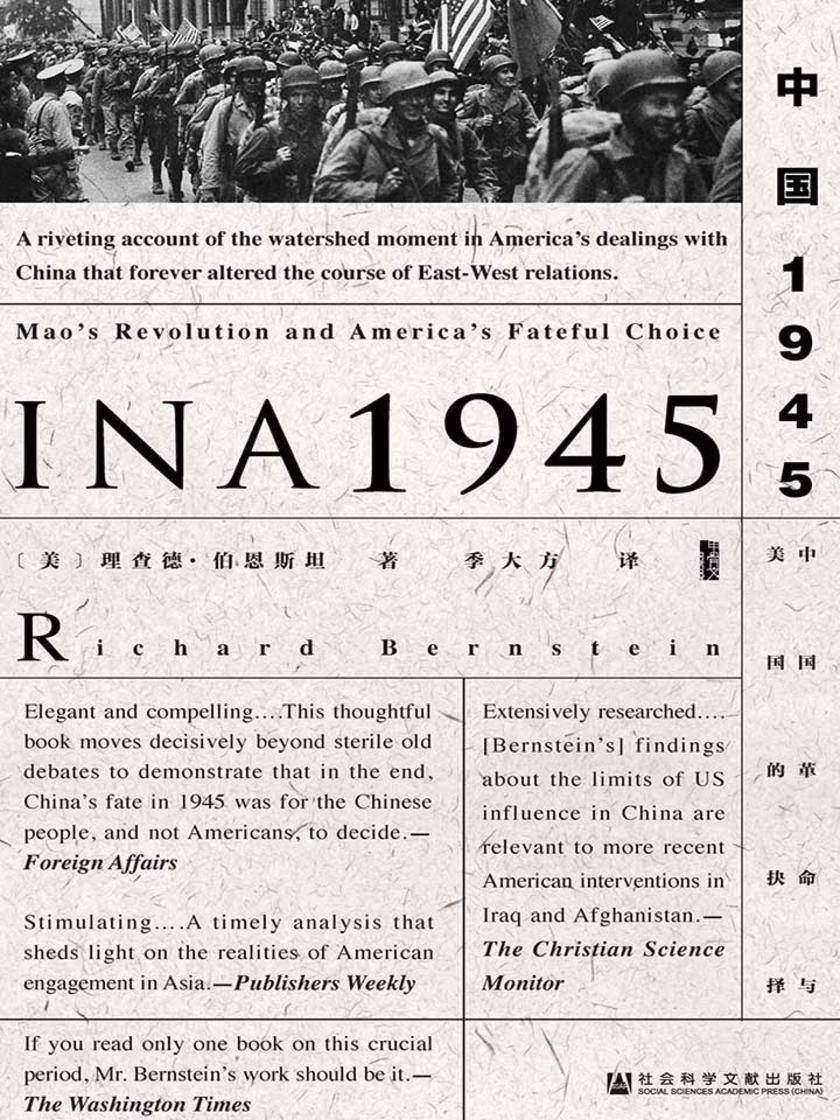 A riveting account of the watershed moment in America's dealings with
China that forever altered the course of East-West relations.
Mao's Revolution and America's Fateful Choice
INA1945
〔美〕理查德·伯恩斯坦 著 季大方 译
Richard Bernstein
Elegant and compelling....This thoughtful
book moves decisively beyond sterile old
debates to demonstrate that in the end,
China's fate in 1945 was for the Chinese
people, and not Americans, to decide.—
Foreign Affairs
Stimulating....A timely analysis that
sheds light on the realities of American
engagement in Asia.—Publishers Weekly
If you read only one book on this crucial
period, Mr. Bernstein's work should be it.—
The Washington Times
Extensively researched....
[Bernstein's] findings
about the limits of US
influence in China are
relevant to more recent
American interventions in
Iraq and Afghanistan.—
The Christian Science
Monitor
中国1945
中国革命与
美国的抉择
社会科学文献出版社
SOCIAL SCIENCES ACADEMIC PRESS (CHINA)